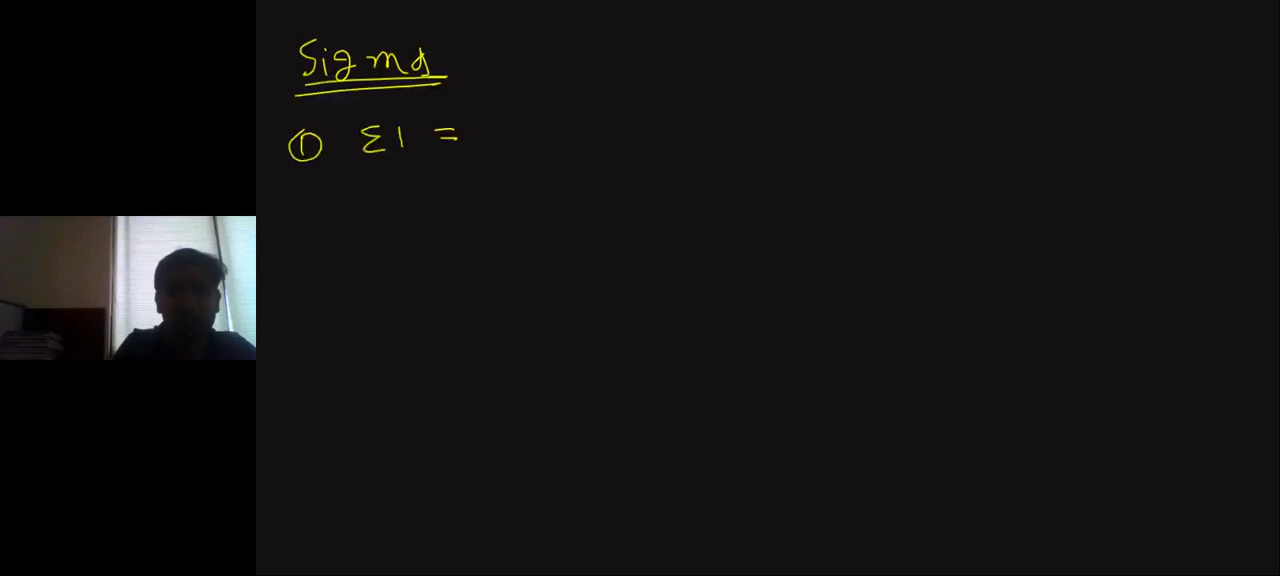 Sigma
① Σ1 =